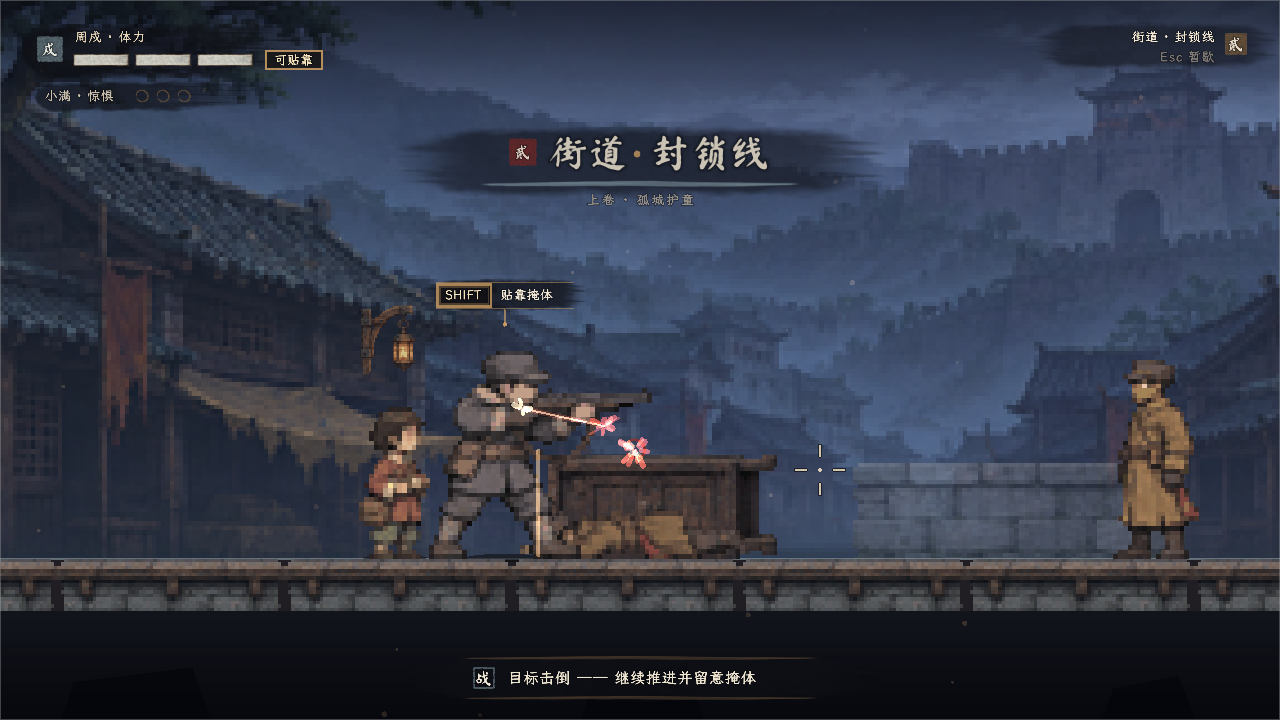 戍 周戍·体力
可贴靠
小满·惊惧
街道·封锁线 贰
Esc 暂歇
贰 街道·封锁线
上卷 · 孤城护童
SHIFT 贴靠掩体
战 目标击倒 —— 继续推进并留意掩体